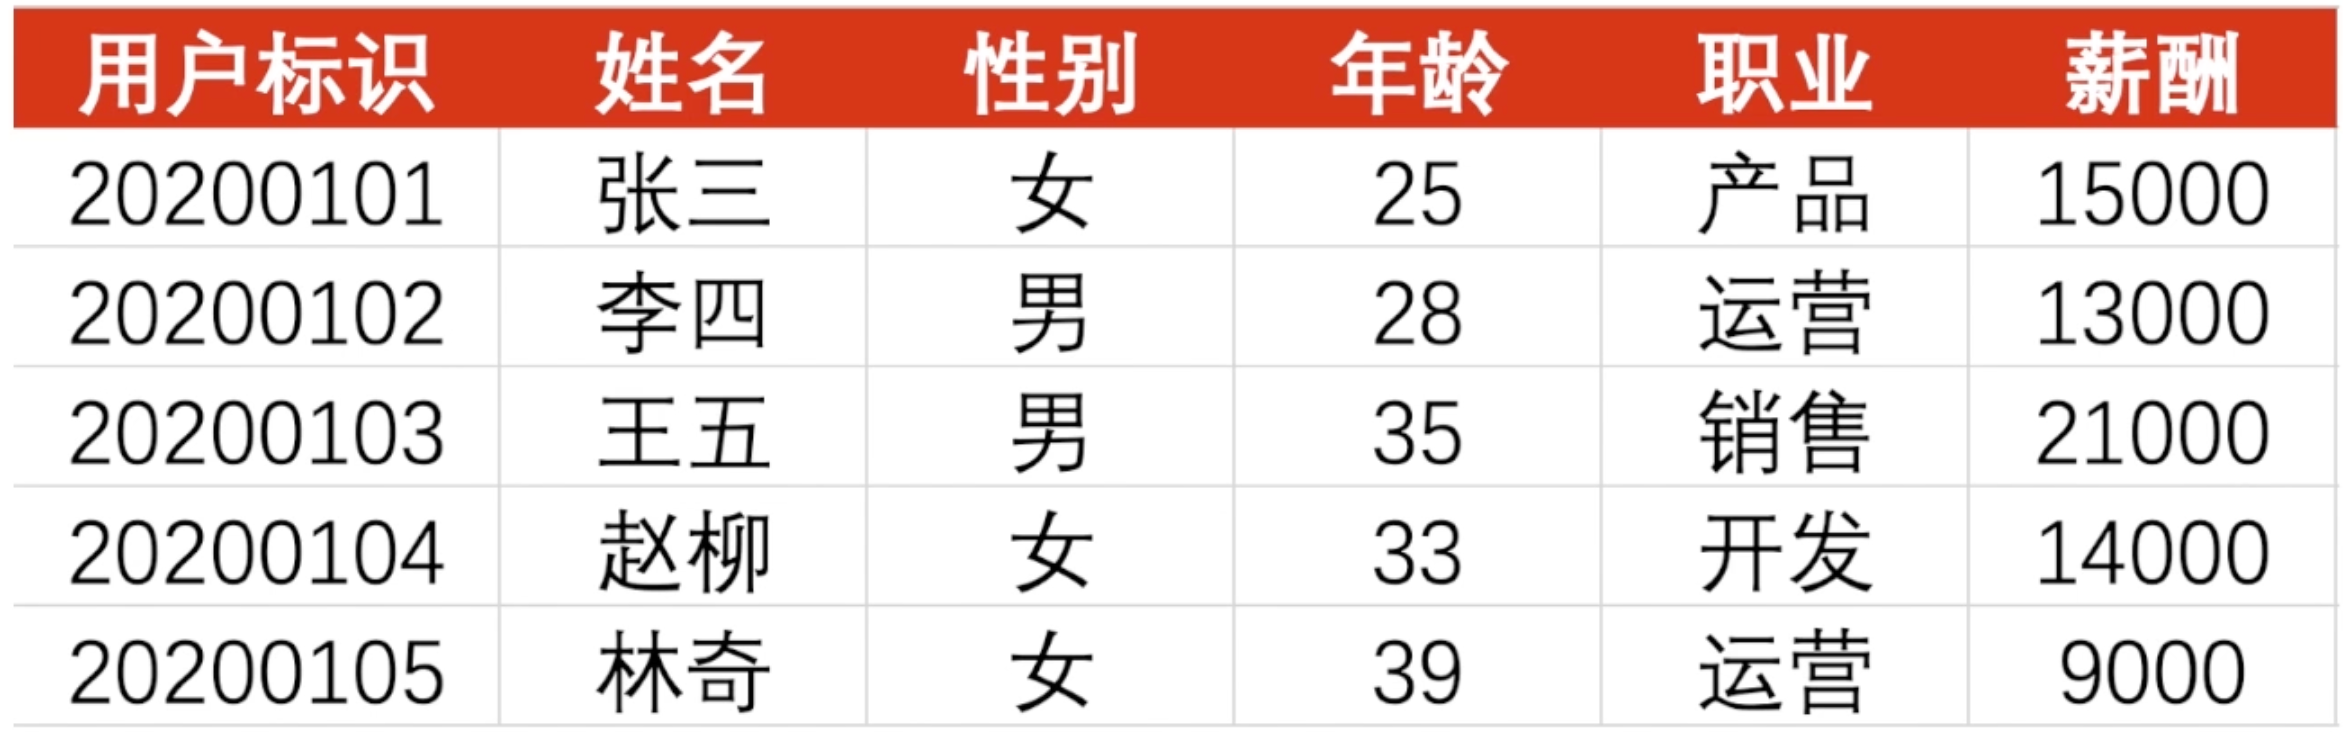 用户标识 姓名 性别 年龄 职业 薪酬
20200101 张三 女 25 产品 15000
20200102 李四 男 28 运营 13000
20200103 王五 男 35 销售 21000
20200104 赵柳 女 33 开发 14000
20200105 林奇 女 39 运营 9000